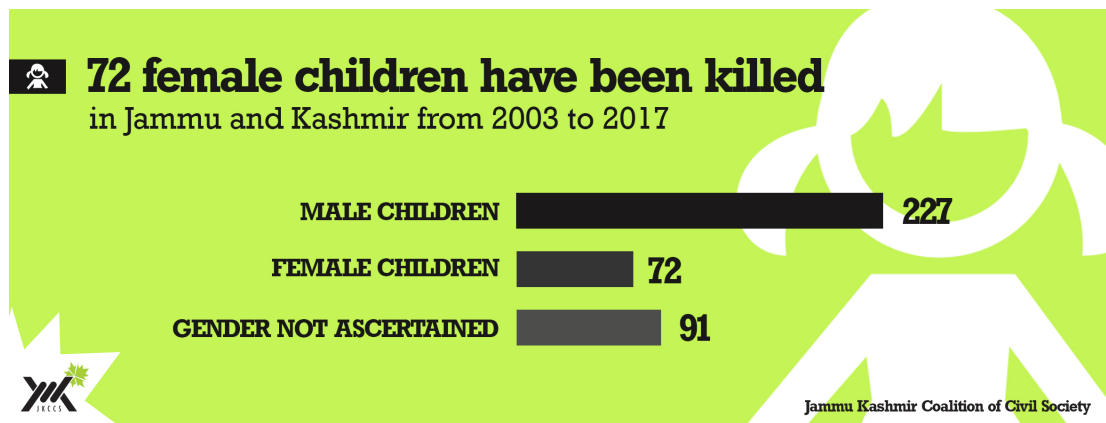 72 female children have been killed
in Jammu and Kashmir from 2003 to 2017
MALE CHILDREN 227
FEMALE CHILDREN 72
GENDER NOT ASCERTAINED 91
JKCCS
Jammu Kashmir Coalition of Civil Society